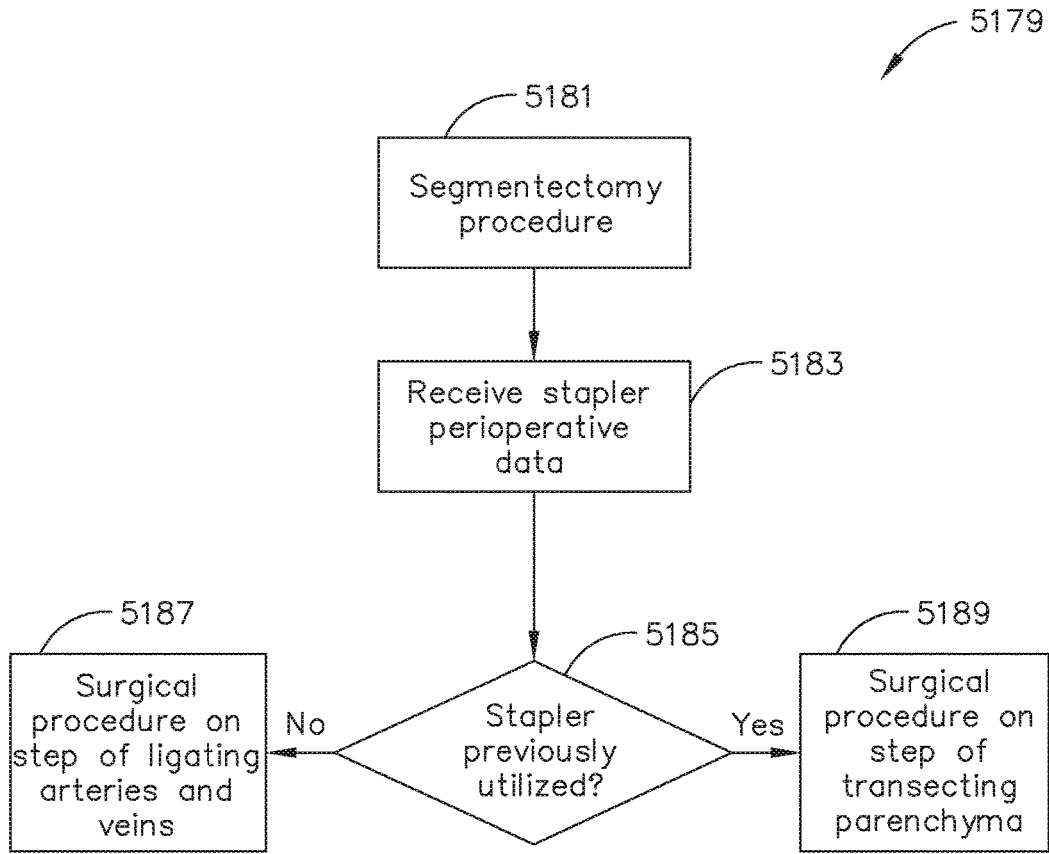 5179
5181
Segmentectomy
procedure
5183
Receive stapler
perioperative
data
5187
Surgical
procedure on
step of ligating
arteries and
veins
No
5185
Stapler
previously
utilized?
Yes
5189
Surgical
procedure on
step of
transecting
parenchyma